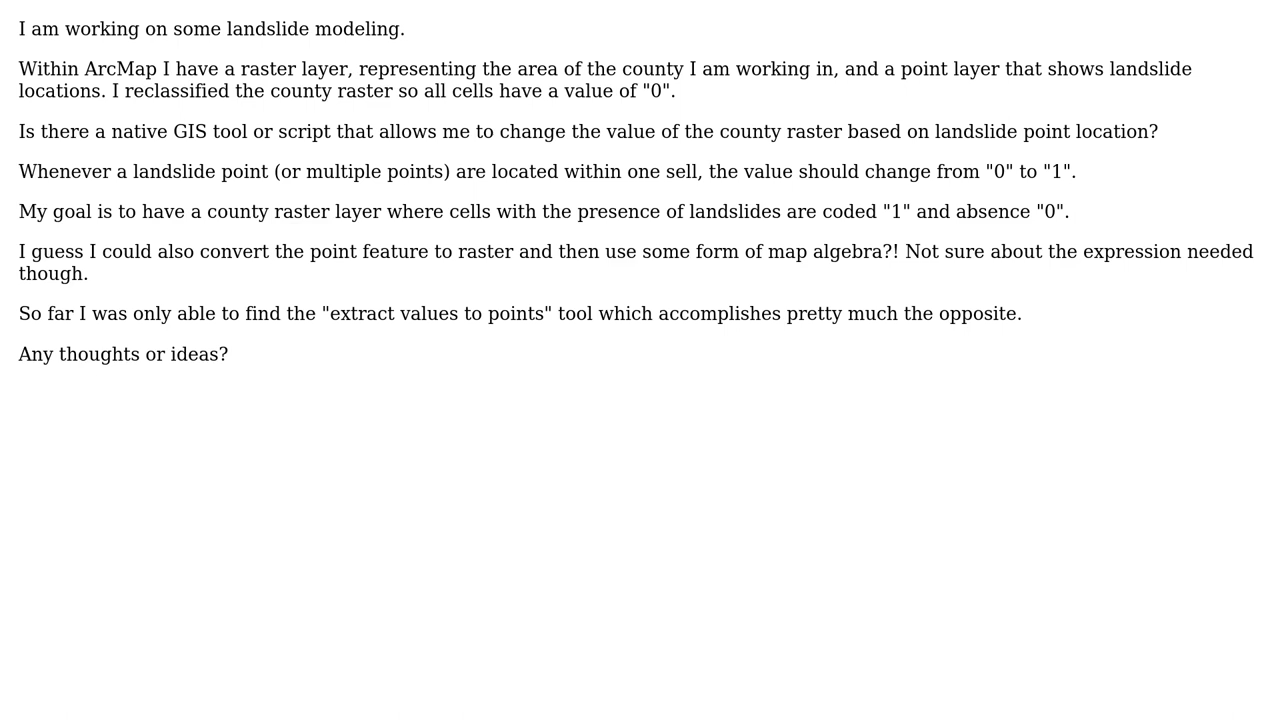 I am working on some landslide modeling.
Within ArcMap I have a raster layer, representing the area of the county I am working in, and a point layer that shows landslide
locations. I reclassified the county raster so all cells have a value of "0".
Is there a native GIS tool or script that allows me to change the value of the county raster based on landslide point location?
Whenever a landslide point (or multiple points) are located within one sell, the value should change from "0" to "1".
My goal is to have a county raster layer where cells with the presence of landslides are coded "1" and absence "0".
I guess I could also convert the point feature to raster and then use some form of map algebra?! Not sure about the expression needed
though.
So far I was only able to find the "extract values to points" tool which accomplishes pretty much the opposite.
Any thoughts or ideas?